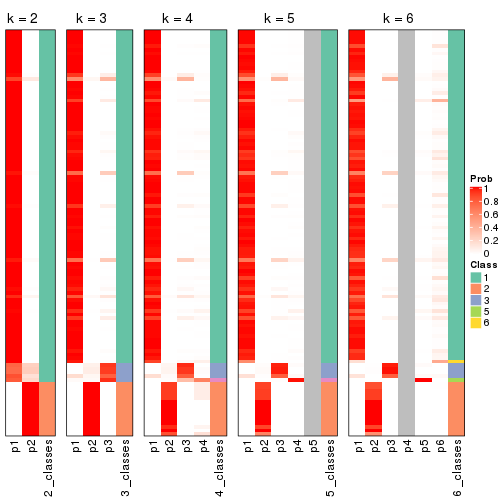 k = 2
k = 3
k = 4
k = 5
k = 6
Prob
1
0.8
0.6
0.4
0.2
0
Class
1
2
3
5
6
p1
p2
2_classes
p1
p2
p3
3_classes
p1
p2
p3
p4
4_classes
p1
p2
p3
p4
p5
5_classes
p1
p2
p3
p4
p5
p6
6_classes